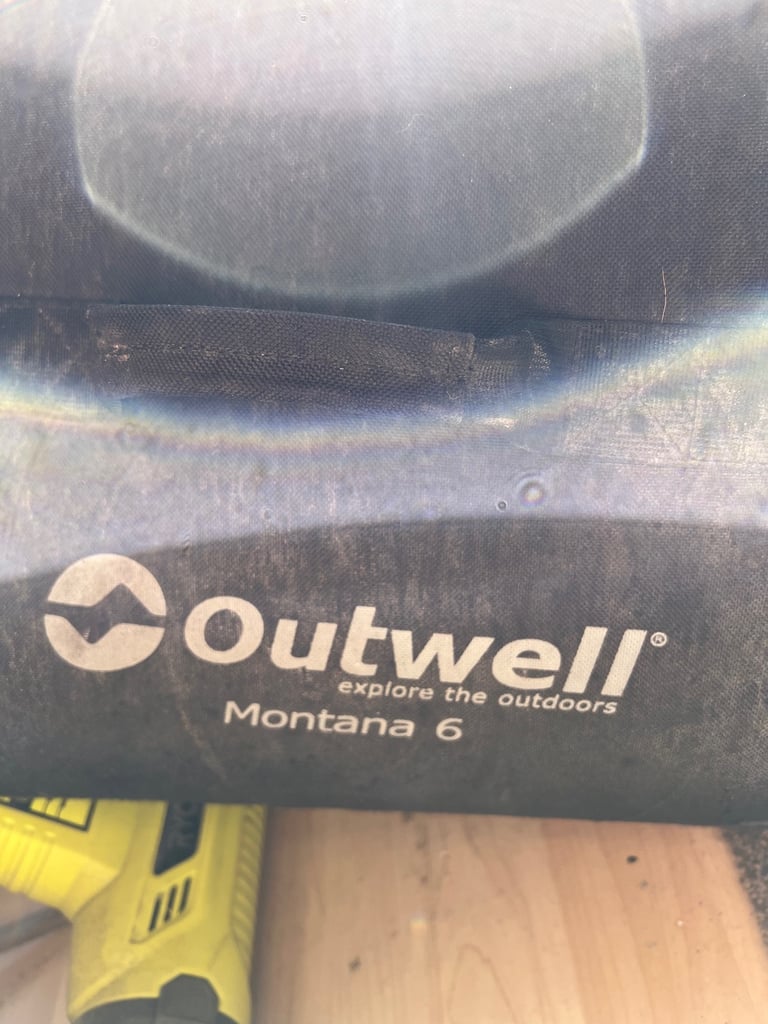 Outwell®
explore the outdoors
Montana 6